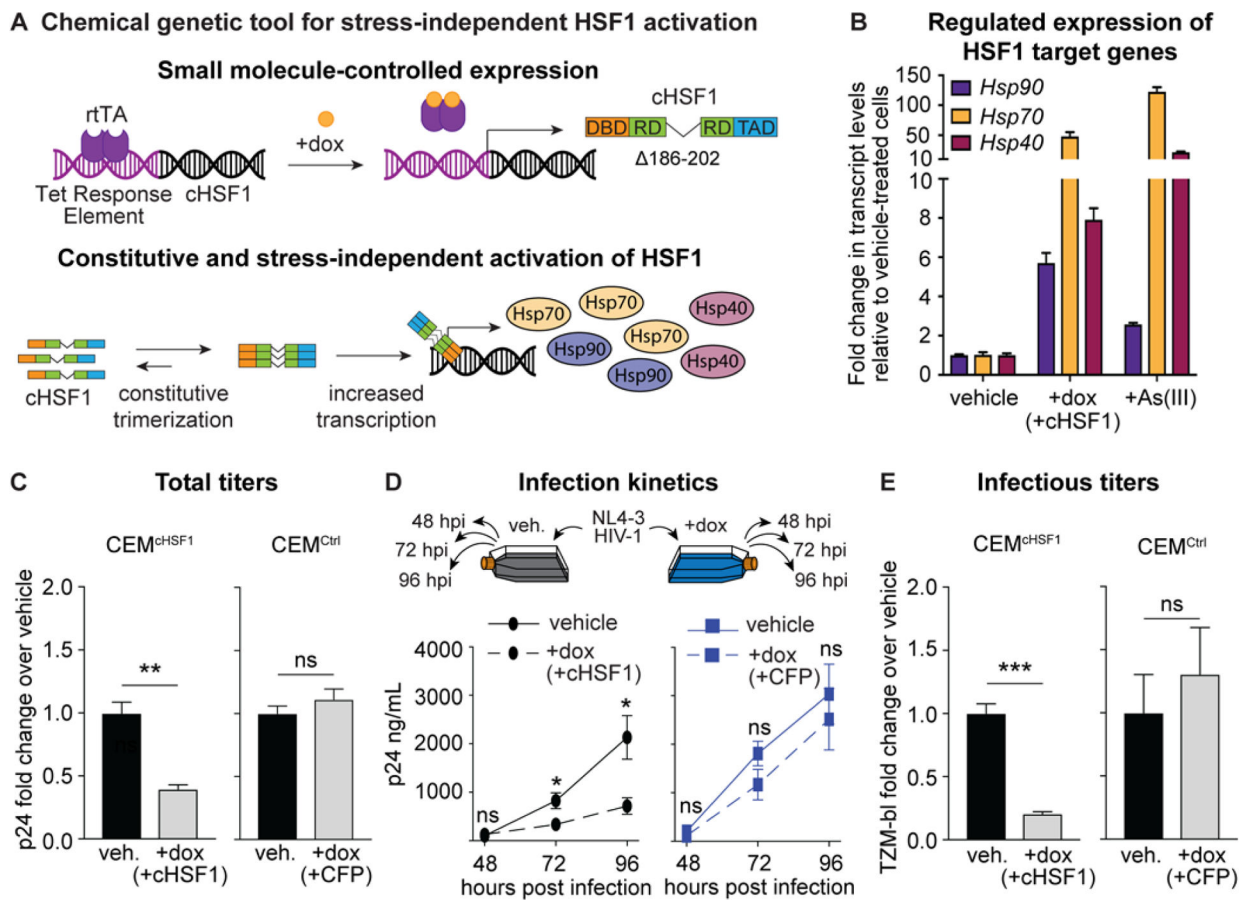 A Chemical genetic tool for stress-independent HSF1 activation
Small molecule-controlled expression
rtTA
+dox
cHSF1
DBD RD RD TAD
Δ186-202
Tet Response
Element
cHSF1
Constitutive and stress-independent activation of HSF1
cHSF1
constitutive
trimerization
increased
transcription
Hsp70
Hsp70
Hsp40
Hsp90
Hsp70
Hsp90
Hsp40
B Regulated expression of
HSF1 target genes
Fold change in transcript levels
relative to vehicle-treated cells
150
100
50
10
10
8
6
4
2
0
Hsp90
Hsp70
Hsp40
vehicle
+dox
(+cHSF1)
+As(III)
C Total titers
CEMcHSF1
CEMCtrl
p24 fold change over vehicle
2.0
1.5
1.0
0.5
0.0
**
ns
ns
veh.
+dox
(+cHSF1)
veh.
+dox
(+CFP)
D Infection kinetics
48 hpi
72 hpi
96 hpi
veh.
NL4-3
HIV-1
+dox
48 hpi
72 hpi
96 hpi
vehicle
+dox
(+cHSF1)
vehicle
+dox
(+CFP)
p24 ng/mL
4000
3000
2000
1000
ns
*
*
48 72 96
hours post infection
ns
ns
ns
48 72 96
hours post infection
E Infectious titers
CEMcHSF1
CEMCtrl
TZM-bl fold change over vehicle
2.0
1.5
1.0
0.5
0.0
***
ns
veh.
+dox
(+cHSF1)
veh.
+dox
(+CFP)